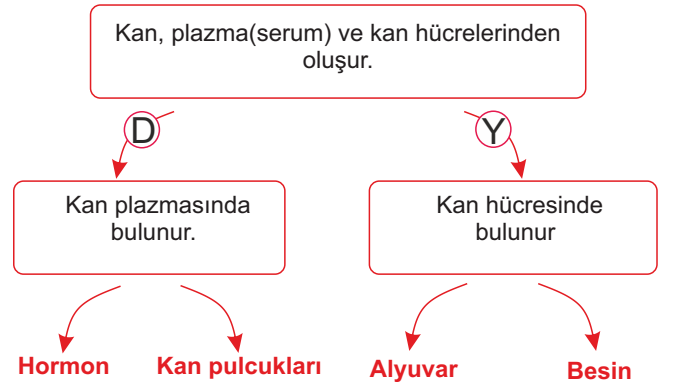 Kan, plazma(serum) ve kan hücrelerinden
oluşur.
D
Y
Kan plazmasında
bulunur.
Kan hücresinde
bulunur
Hormon
Kan pulcukları
Alyuvar
Besin